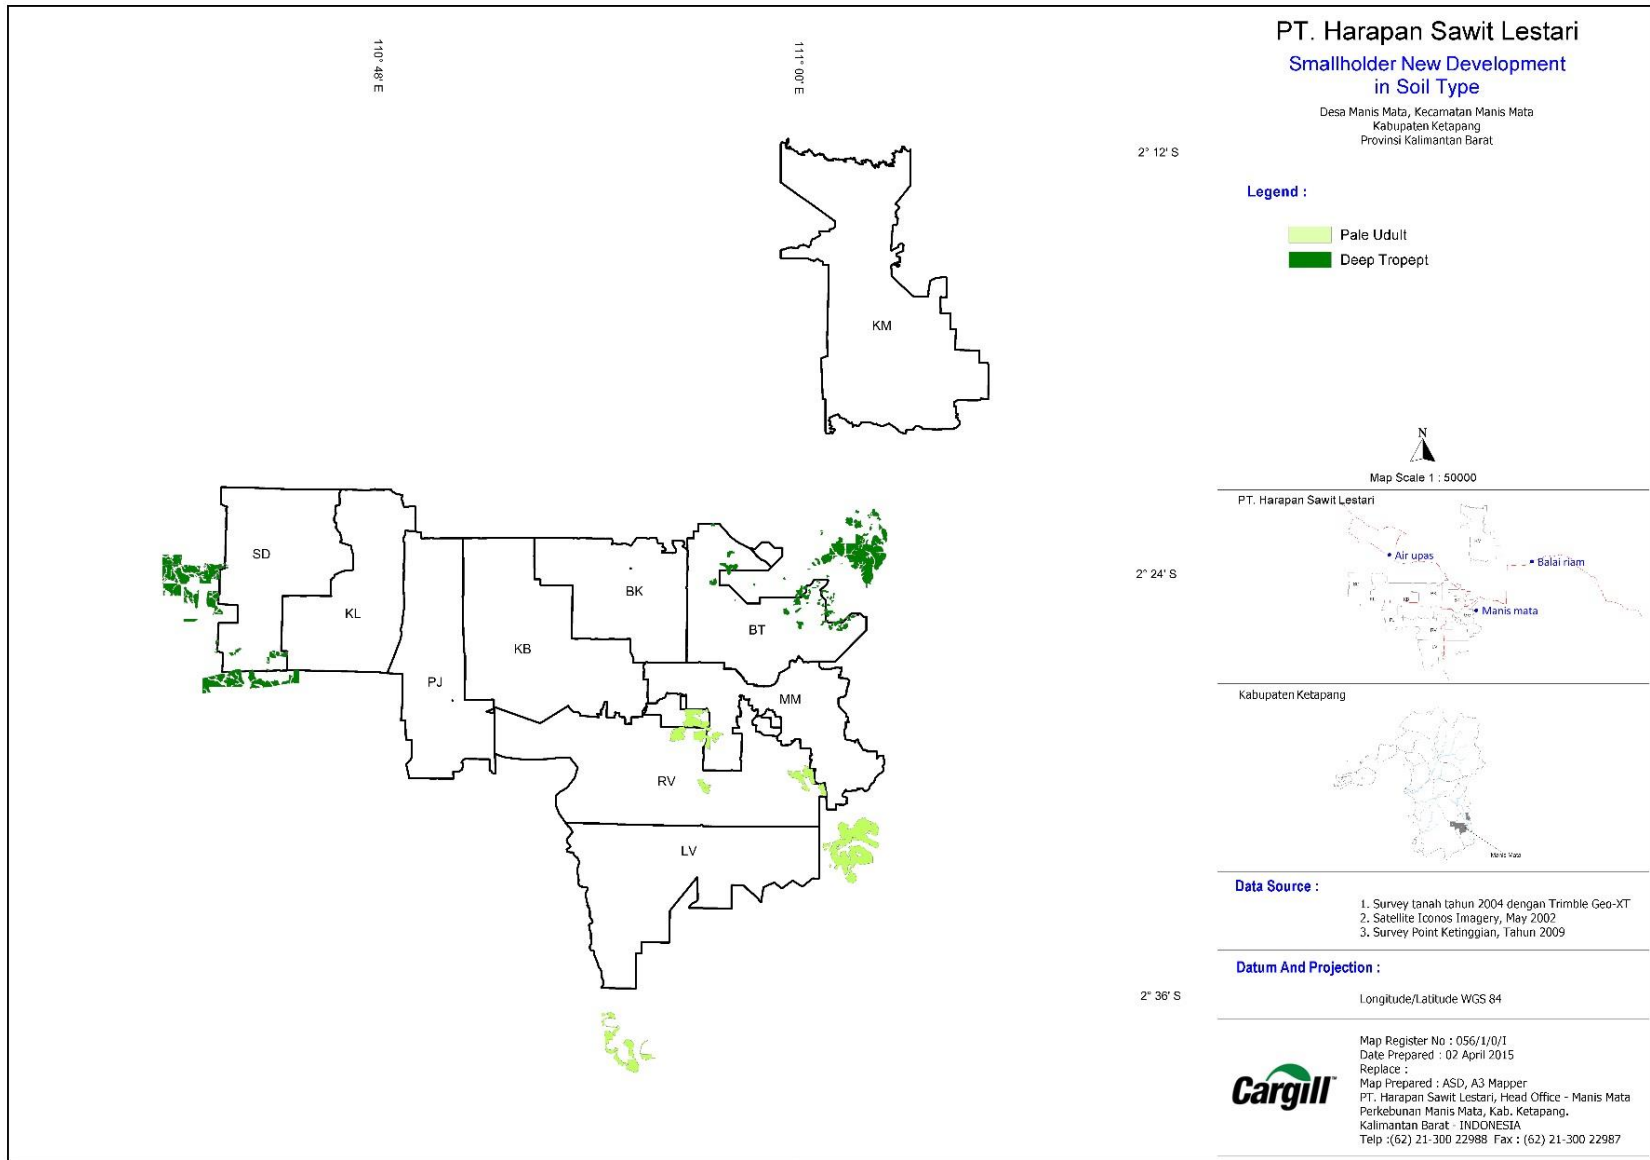 110° 48' E
111° 00' E
2° 12' S
2° 24' S
2° 36' S
KM
SD
KL
PJ
KB
BK
BT
MM
RV
LV
PT. Harapan Sawit Lestari
Smallholder New Development
in Soil Type
Desa Manis Mata, Kecamatan Manis Mata
Kabupaten Ketapang
Provinsi Kalimantan Barat
Legend :
Pale Udult
Deep Tropept
N
Map Scale 1 : 50000
PT. Harapan Sawit Lestari
Air upas
Balai riam
Manis mata
Kabupaten Ketapang
Manis Mata
Data Source :
1. Survey tanah tahun 2004 dengan Trimble Geo-XT
2. Satellite Iconos Imagery, May 2002
3. Survey Point Ketinggian, Tahun 2009
Datum And Projection :
Longitude/Latitude WGS 84
Cargill™
Map Register No : 056/1/0/I
Date Prepared : 02 April 2015
Replace :
Map Prepared : ASD, A3 Mapper
PT. Harapan Sawit Lestari, Head Office - Manis Mata
Perkebunan Manis Mata, Kab. Ketapang.
Kalimantan Barat - INDONESIA
Telp :(62) 21-300 22988 Fax : (62) 21-300 22987